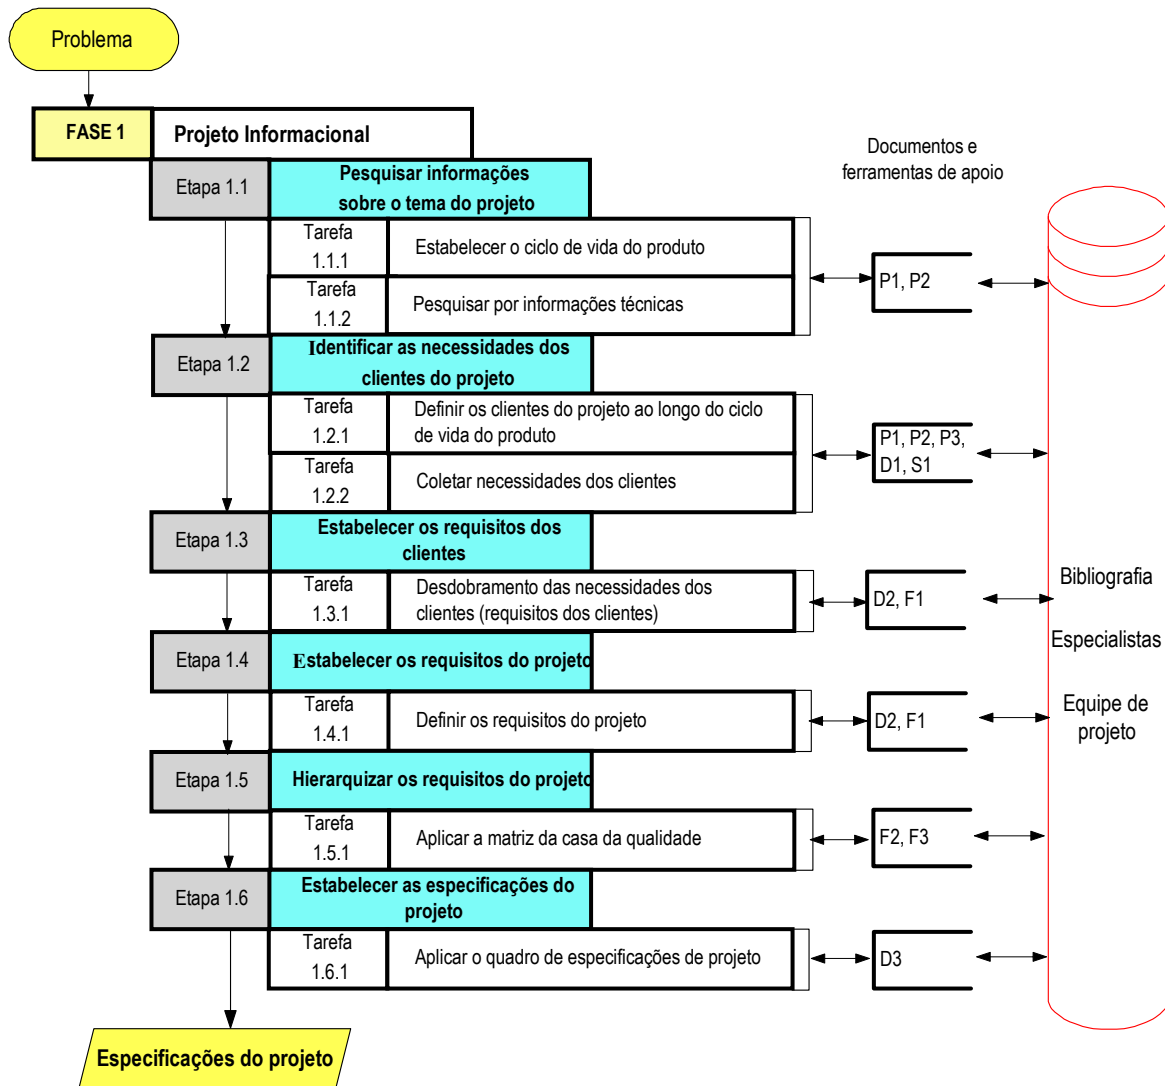 Problema
FASE 1
Projeto Informacional
Documentos e
ferramentas de apoio
Etapa 1.1
Pesquisar informações
sobre o tema do projeto
Tarefa
1.1.1
Estabelecer o ciclo de vida do produto
Tarefa
1.1.2
Pesquisar por informações técnicas
P1, P2
Etapa 1.2
Identificar as necessidades dos
clientes do projeto
Tarefa
1.2.1
Definir os clientes do projeto ao longo do ciclo
de vida do produto
Tarefa
1.2.2
Coletar necessidades dos clientes
P1, P2, P3,
D1, S1
Etapa 1.3
Estabelecer os requisitos dos
clientes
Tarefa
1.3.1
Desdobramento das necessidades dos
clientes (requisitos dos clientes)
D2, F1
Etapa 1.4
Estabelecer os requisitos do projeto
Tarefa
1.4.1
Definir os requisitos do projeto
D2, F1
Etapa 1.5
Hierarquizar os requisitos do projeto
Tarefa
1.5.1
Aplicar a matriz da casa da qualidade
F2, F3
Etapa 1.6
Estabelecer as especificações do
projeto
Tarefa
1.6.1
Aplicar o quadro de especificações de projeto
D3
Bibliografia
Especialistas
Equipe de
projeto
Especificações do projeto